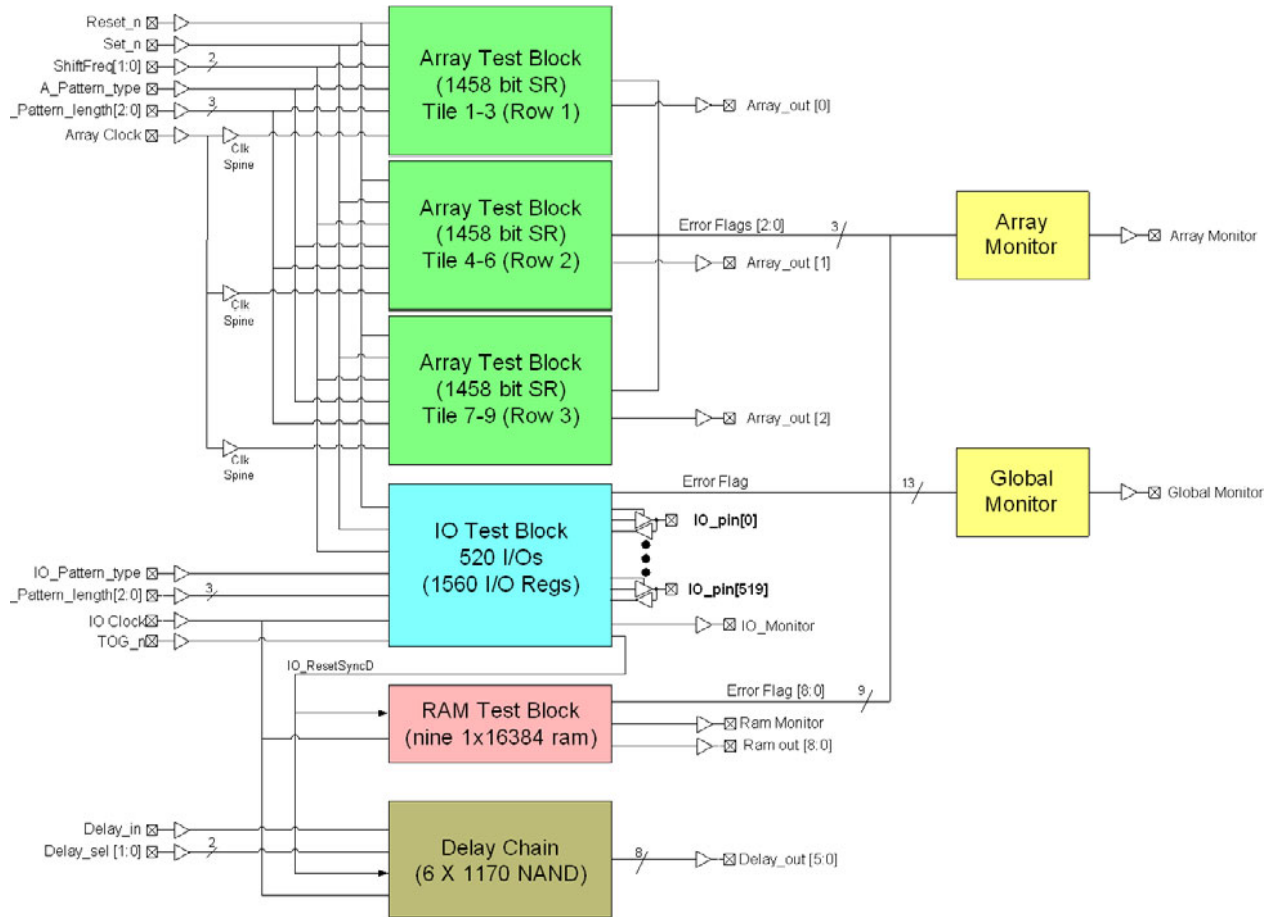 Reset_n
Set_n
ShiftFreq[1:0]
2
A_Pattern_type
_Pattern_length[2:0]
3
Array Clock
Clk
Spine
Array Test Block
(1458 bit SR)
Tile 1-3 (Row 1)
Array_out [0]
Array Test Block
(1458 bit SR)
Tile 4-6 (Row 2)
Error Flags [2:0]
3
Array_out [1]
Array
Monitor
Array Monitor
Clk
Spine
Array Test Block
(1458 bit SR)
Tile 7-9 (Row 3)
Array_out [2]
Clk
Spine
IO Test Block
520 I/Os
(1560 I/O Regs)
Error Flag
13
Global
Monitor
Global Monitor
IO_pin[0]
IO_pin[519]
IO_Monitor
IO_Pattern_type
_Pattern_length[2:0]
3
IO Clock
TOG_n
IO_ResetSyncD
RAM Test Block
(nine 1x16384 ram)
Error Flag [8:0]
9
Ram Monitor
Ram out [8:0]
Delay_in
Delay_sel [1:0]
2
Delay Chain
(6 X 1170 NAND)
8
Delay_out [5:0]